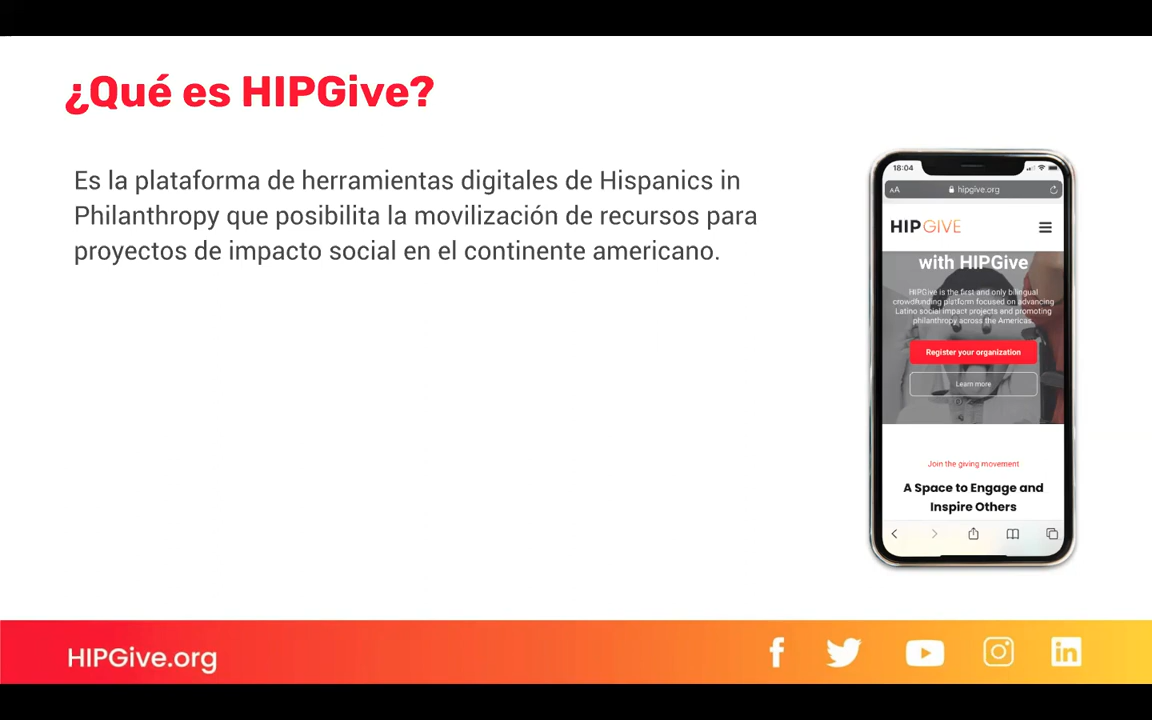 ¿Qué es HIPGive?
Es la plataforma de herramientas digitales de Hispanics in
Philanthropy que posibilita la movilización de recursos para
proyectos de impacto social en el continente americano.
18:04
AA
hipgive.org
HIPGIVE
with HIPGive
HIPGive is the first and only bilingual
crowdfunding platform focused on advancing
Latino social impact projects and promoting
philanthropy across the Americas.
Register your organization
Learn more
Join the giving movement
A Space to Engage and
Inspire Others
HIPGive.org